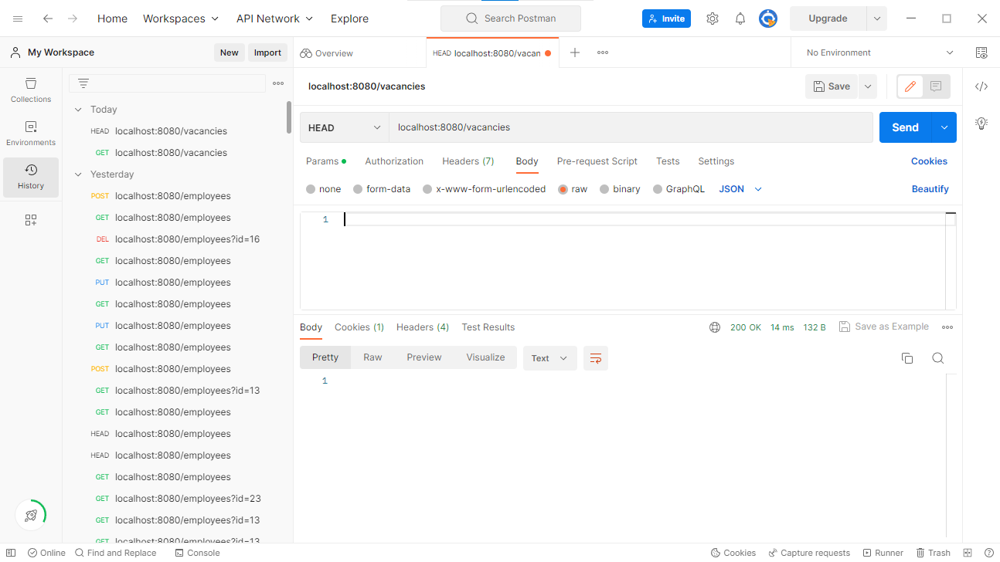 Home Workspaces API Network Explore Search Postman Invite Upgrade
My Workspace New Import Overview HEAD localhost:8080/vacan No Environment
Collections
Environments
History
Today
HEAD localhost:8080/vacancies
GET localhost:8080/vacancies
Yesterday
POST localhost:8080/employees
GET localhost:8080/employees
DEL localhost:8080/employees?id=16
GET localhost:8080/employees
PUT localhost:8080/employees
GET localhost:8080/employees
PUT localhost:8080/employees
GET localhost:8080/employees
POST localhost:8080/employees
GET localhost:8080/employees?id=13
GET localhost:8080/employees
HEAD localhost:8080/employees
HEAD localhost:8080/employees
GET localhost:8080/employees
GET localhost:8080/employees?id=23
GET localhost:8080/employees?id=13
GET localhost:8080/employees?id=13
localhost:8080/vacancies Save
HEAD localhost:8080/vacancies Send
Params Authorization Headers (7) Body Pre-request Script Tests Settings Cookies
none form-data x-www-form-urlencoded raw binary GraphQL JSON Beautify
1
Body Cookies (1) Headers (4) Test Results 200 OK 14 ms 132 B Save as Example
Pretty Raw Preview Visualize Text
1
Online Find and Replace Console Cookies Capture requests Runner Trash